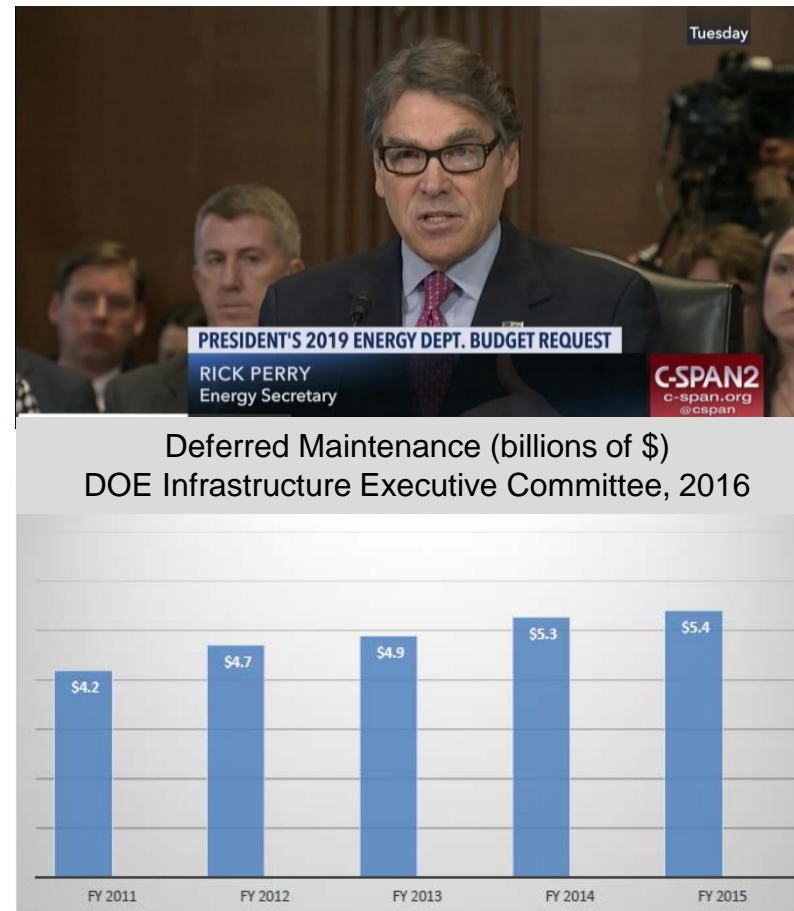 Tuesday
PRESIDENT'S 2019 ENERGY DEPT. BUDGET REQUEST
RICK PERRY
Energy Secretary
C-SPAN2
c-span.org
@cspan
Deferred Maintenance (billions of $)
DOE Infrastructure Executive Committee, 2016
$4.2
$4.7
$4.9
$5.3
$5.4
FY 2011
FY 2012
FY 2013
FY 2014
FY 2015